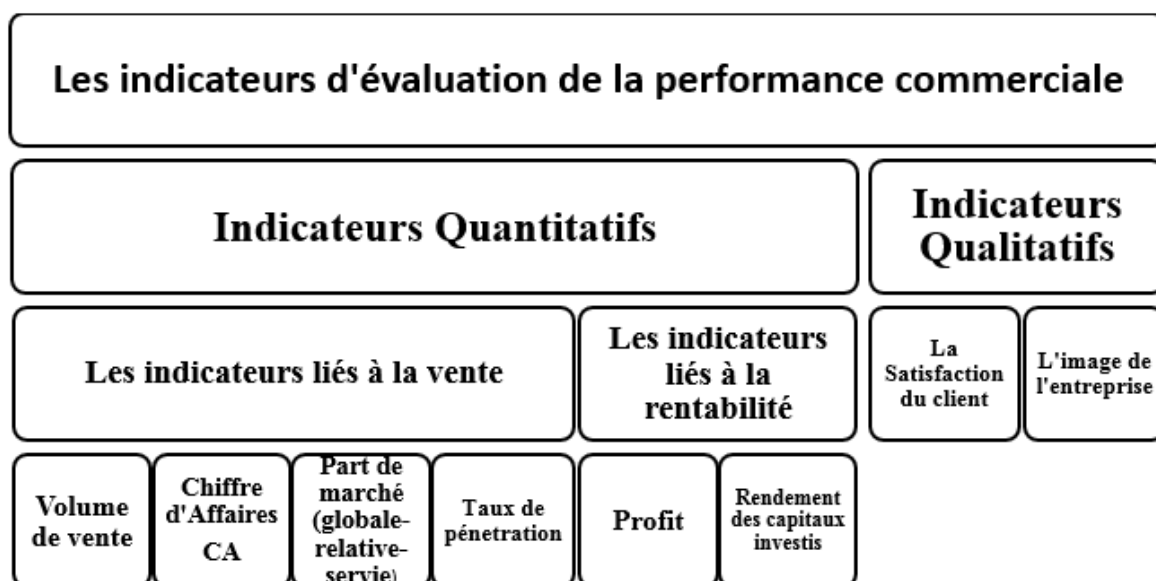 Les indicateurs d'évaluation de la performance commerciale
Indicateurs Quantitatifs
Indicateurs
Qualitatifs
Les indicateurs liés à la vente
Les indicateurs
liés à la
rentabilité
La
Satisfaction
du client
L'image de
l'entreprise
Volume
de vente
Chiffre
d'Affaires
CA
Part de
marché
(globale-
relative-
servie)
Taux de
pénetration
Profit
Rendement
des capitaux
investis